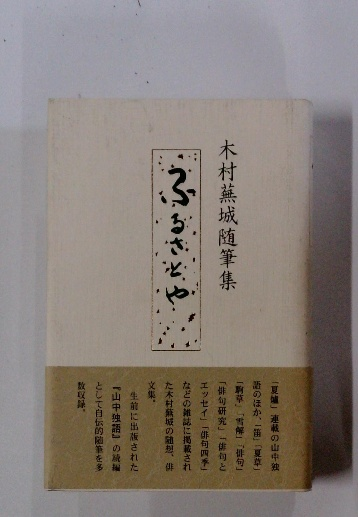 木村蕪城随筆集
ふるさとや
「夏爐」連載の山中独
語のほか、「笛」「夏草」
「駒草」「雪解」「俳句」
「俳句研究」「俳句と
エッセイ」「俳句四季」
などの雑誌に掲載され
た木村蕪城の随想、俳
文集。
生前に出版された
『山中独語』の続編
として自伝的随筆を多
数収録。